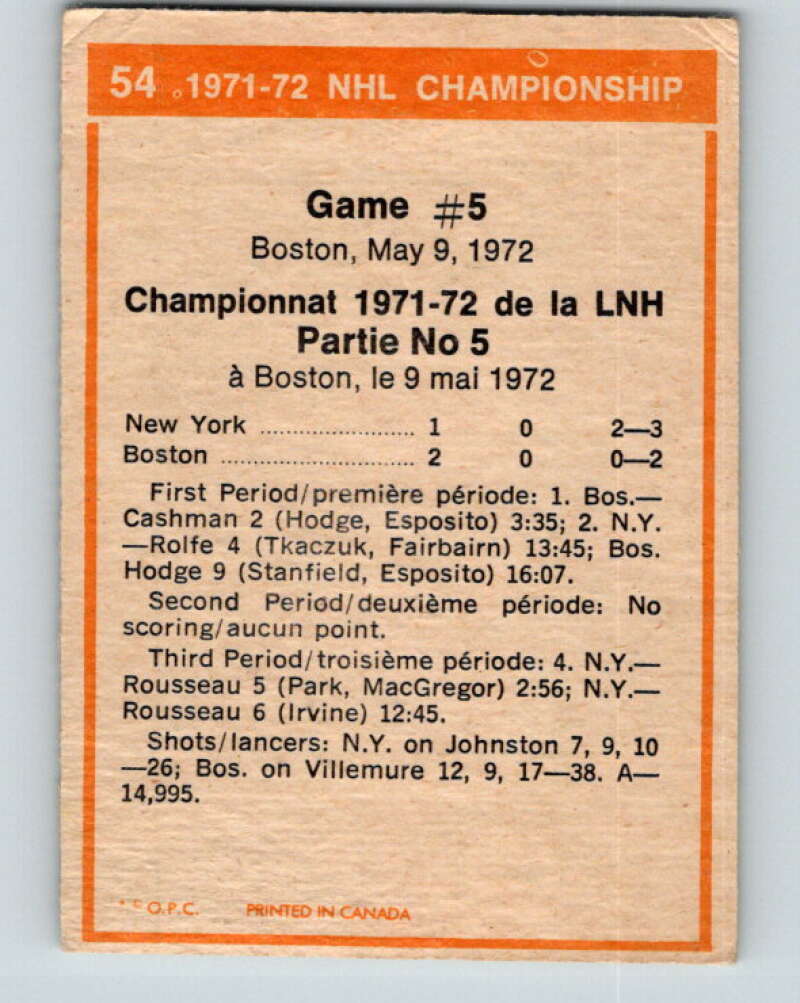 54 1971-72 NHL CHAMPIONSHIP
Game #5
Boston, May 9, 1972
Championnat 1971-72 de la LNH
Partie No 5
à Boston, le 9 mai 1972
New York ........................ 1 0 2—3
Boston ............................. 2 0 0—2
First Period/première période: 1. Bos.—
Cashman 2 (Hodge, Esposito) 3:35; 2. N.Y.
—Rolfe 4 (Tkaczuk, Fairbairn) 13:45; Bos.
Hodge 9 (Stanfield, Esposito) 16:07.
Second Period/deuxième période: No
scoring/aucun point.
Third Period/troisième période: 4. N.Y.—
Rousseau 5 (Park, MacGregor) 2:56; N.Y.—
Rousseau 6 (Irvine) 12:45.
Shots/lancers: N.Y. on Johnston 7, 9, 10
—26; Bos. on Villemure 12, 9, 17—38. A—
14,995.
O.P.C. PRINTED IN CANADA